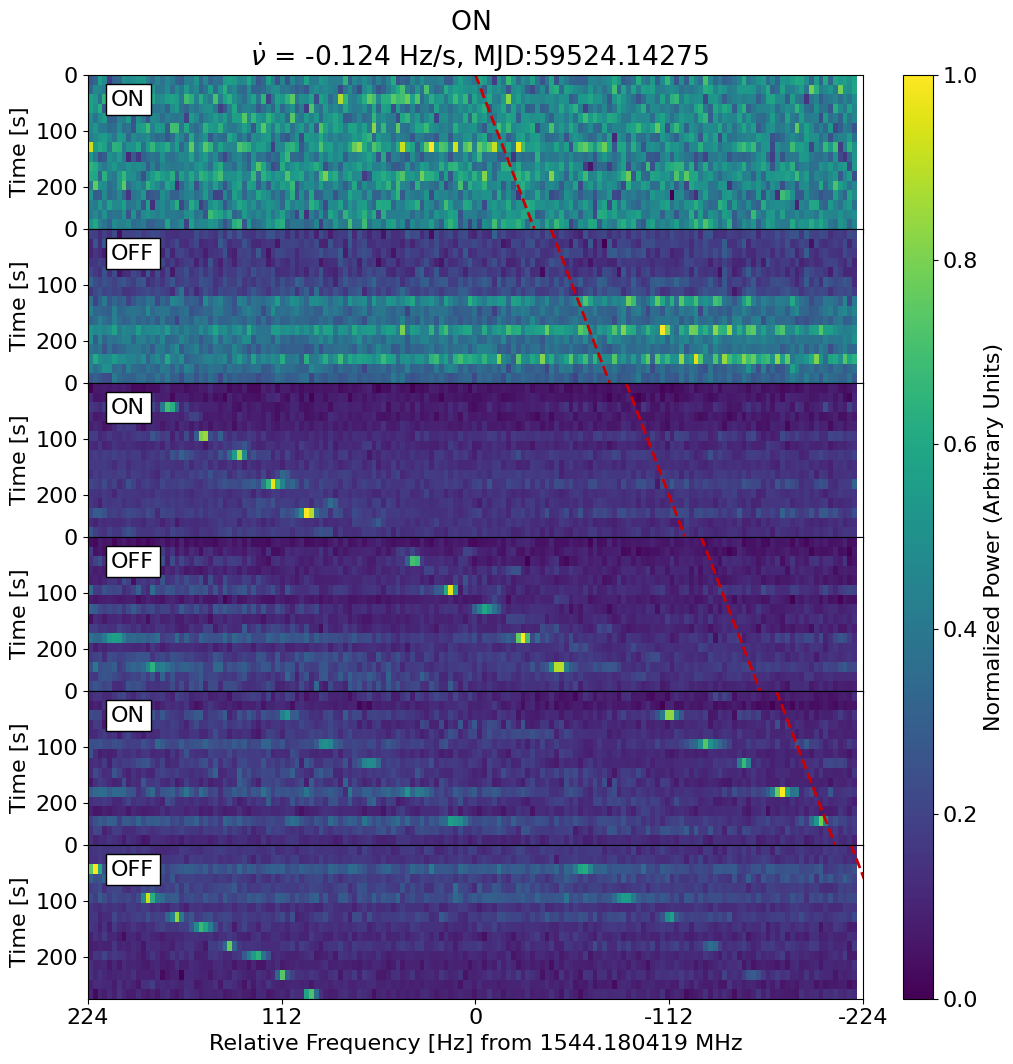 ON
ν̇ = -0.124 Hz/s, MJD:59524.14275
0
ON
Time [s]
100
200
0
OFF
Time [s]
100
200
0
ON
Time [s]
100
200
0
OFF
Time [s]
100
200
0
ON
Time [s]
100
200
0
OFF
Time [s]
100
200
224 112 0 -112 -224
Relative Frequency [Hz] from 1544.180419 MHz
1.0
0.8
0.6
0.4
0.2
0.0
Normalized Power (Arbitrary Units)